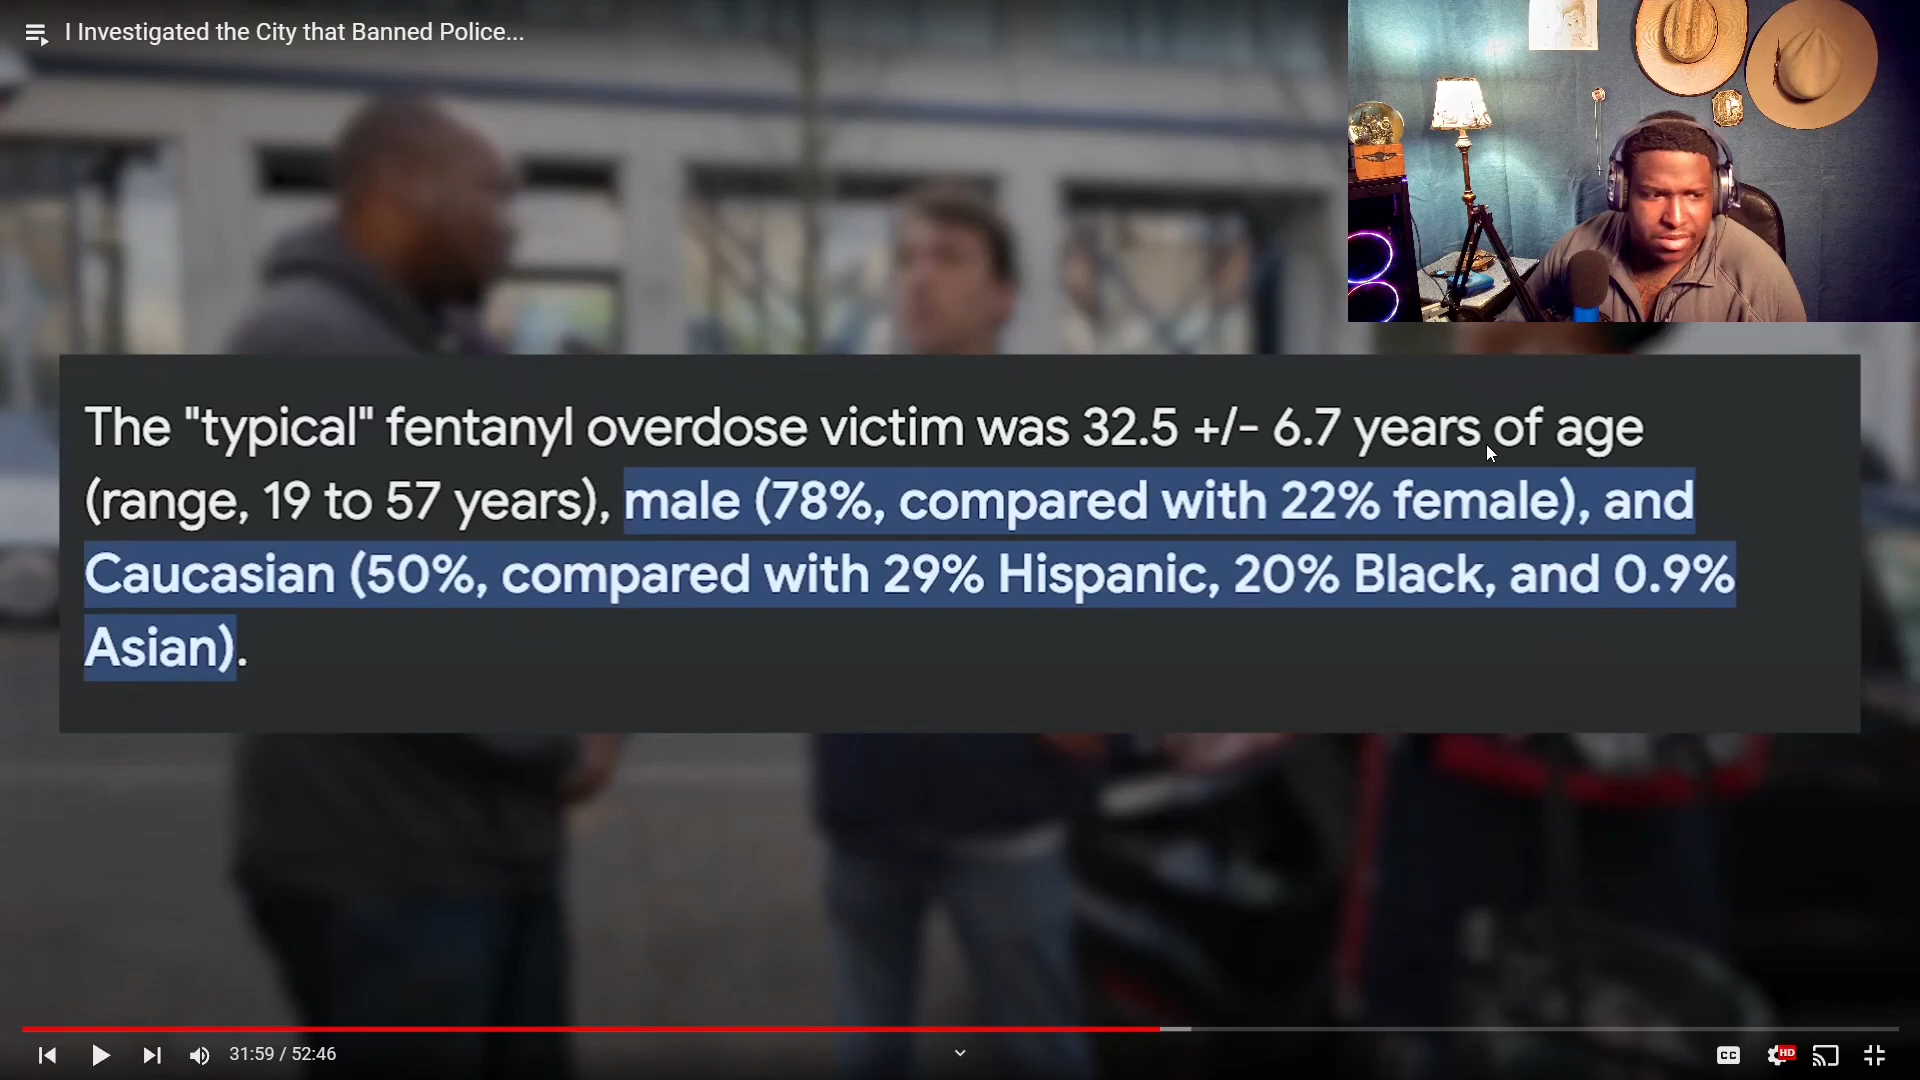 I Investigated the City that Banned Police...
The "typical" fentanyl overdose victim was 32.5 +/- 6.7 years of age
(range, 19 to 57 years), male (78%, compared with 22% female), and
Caucasian (50%, compared with 29% Hispanic, 20% Black, and 0.9%
Asian).
31:59 / 52:46
CC
HD